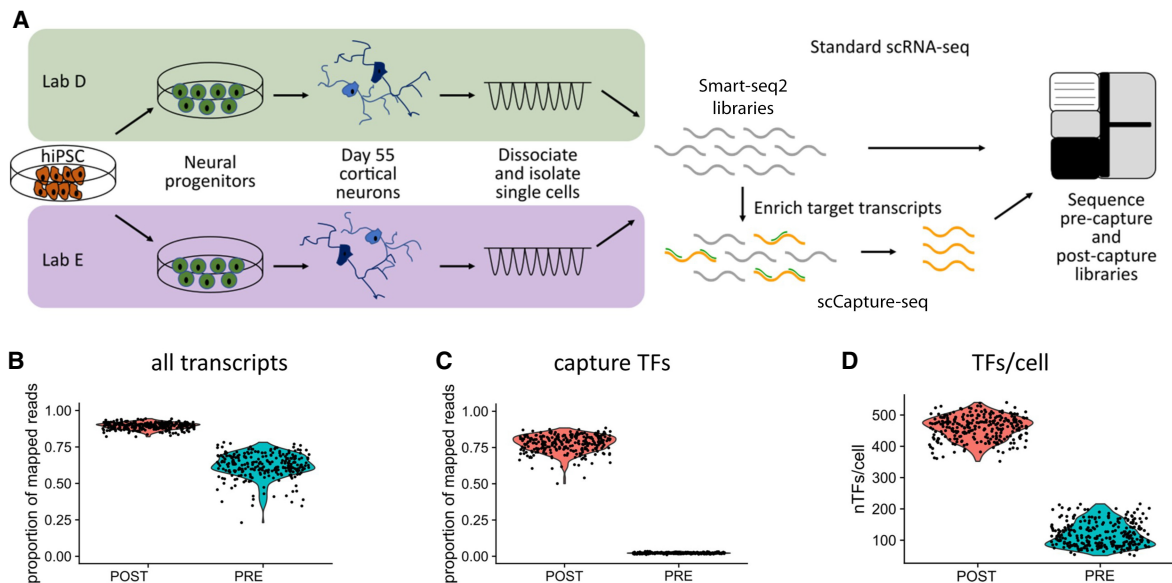 A
Lab D
hiPSC
Neural
progenitors
Day 55
cortical
neurons
Dissociate
and isolate
single cells
Lab E
Standard scRNA-seq
Smart-seq2
libraries
Enrich target transcripts
scCapture-seq
Sequence
pre-capture
and
post-capture
libraries
B
all transcripts
proportion of mapped reads
1.00
0.75
0.50
0.25
0.00
POST
PRE
C
capture TFs
proportion of mapped reads
1.00
0.75
0.50
0.25
0.00
POST
PRE
D
TFs/cell
nTFs/cell
500
400
300
200
100
POST
PRE